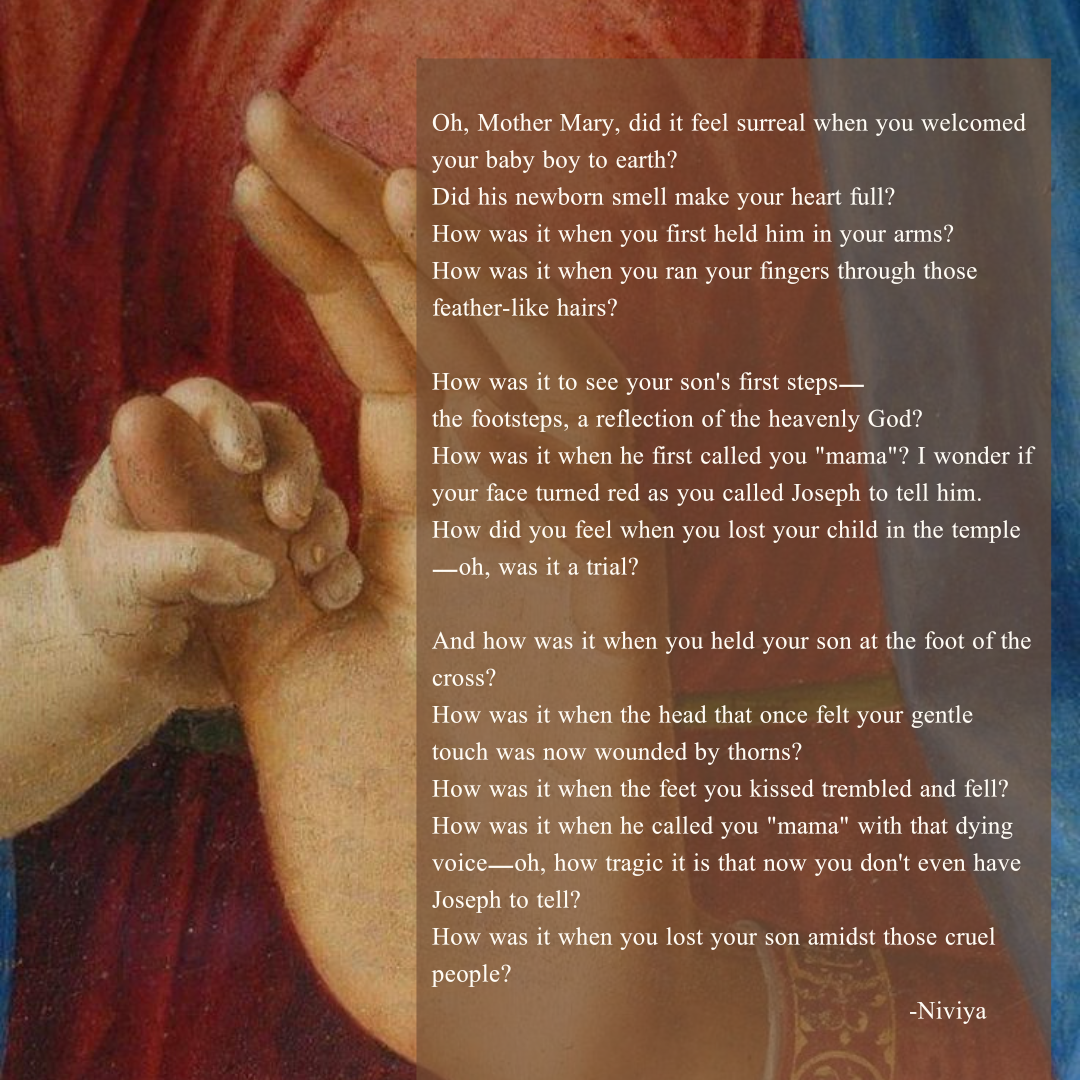 Oh, Mother Mary, did it feel surreal when you welcomed
your baby boy to earth?
Did his newborn smell make your heart full?
How was it when you first held him in your arms?
How was it when you ran your fingers through those
feather-like hairs?
How was it to see your son's first steps—
the footsteps, a reflection of the heavenly God?
How was it when he first called you "mama"? I wonder if
your face turned red as you called Joseph to tell him.
How did you feel when you lost your child in the temple
—oh, was it a trial?
And how was it when you held your son at the foot of the
cross?
How was it when the head that once felt your gentle
touch was now wounded by thorns?
How was it when the feet you kissed trembled and fell?
How was it when he called you "mama" with that dying
voice—oh, how tragic it is that now you don't even have
Joseph to tell?
How was it when you lost your son amidst those cruel
people?
-Niviya